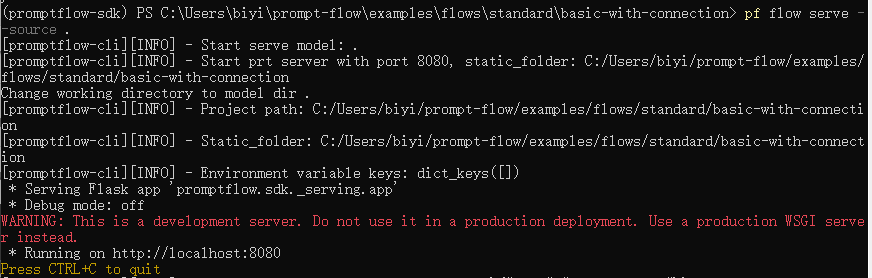 (promptflow-sdk) PS C:\Users\biyi\prompt-flow\examples\flows\standard\basic-with-connection> pf flow serve -
-source .
[promptflow-cli][INFO] - Start serve model: .
[promptflow-cli][INFO] - Start prt server with port 8080, static_folder: C:/Users/biyi/prompt-flow/examples/
flows/standard/basic-with-connection
Change working directory to model dir .
[promptflow-cli][INFO] - Project path: C:/Users/biyi/prompt-flow/examples/flows/standard/basic-with-connecti
on
[promptflow-cli][INFO] - Static_folder: C:/Users/biyi/prompt-flow/examples/flows/standard/basic-with-connect
ion
[promptflow-cli][INFO] - Environment variable keys: dict_keys([])
 * Serving Flask app 'promptflow.sdk._serving.app'
 * Debug mode: off
WARNING: This is a development server. Do not use it in a production deployment. Use a production WSGI serve
r instead.
 * Running on http://localhost:8080
Press CTRL+C to quit